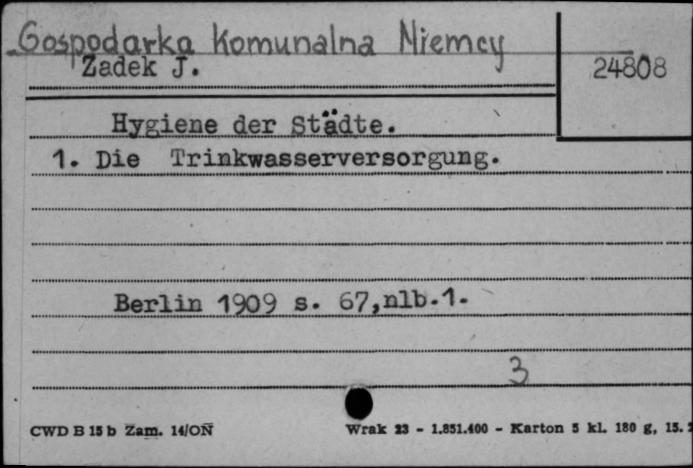 Gospodarka Komunalna Niemcy
Zadek J.
24808
Hygiene der Städte.
1. Die Trinkwasserversorgung.
Berlin 1909 s. 67,nlb.1.
3
CWD B 15 b Zam. 14/ON
Wrak 23 - 1.851.400 - Karton 5 kl. 180 g, 15.